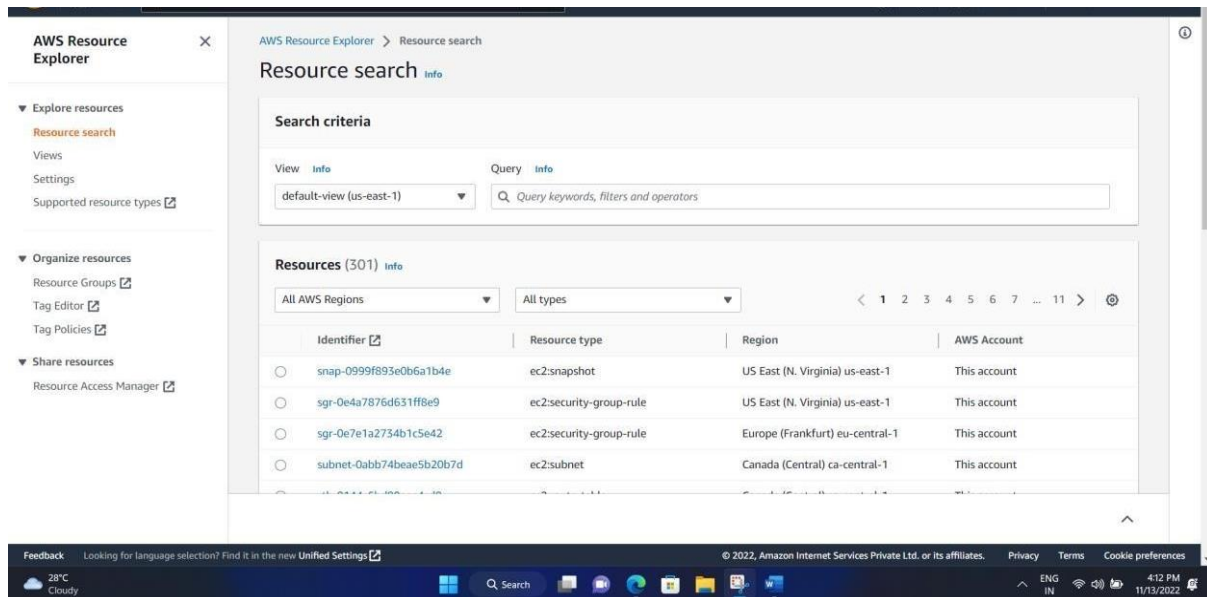 AWS Resource
Explorer
Explore resources
Resource search
Views
Settings
Supported resource types
Organize resources
Resource Groups
Tag Editor
Tag Policies
Share resources
Resource Access Manager
AWS Resource Explorer > Resource search
Resource search Info
Search criteria
View Info Query Info
default-view (us-east-1) Query keywords, filters and operators
Resources (301) Info
All AWS Regions All types < 1 2 3 4 5 6 7 ... 11 >
Identifier Resource type Region AWS Account
snap-0999f893e0b6a1b4e ec2:snapshot US East (N. Virginia) us-east-1 This account
sgr-0e4a7876d631ff8e9 ec2:security-group-rule US East (N. Virginia) us-east-1 This account
sgr-0e7e1a2734b1c5e42 ec2:security-group-rule Europe (Frankfurt) eu-central-1 This account
subnet-0abb74beae5b20b7d ec2:subnet Canada (Central) ca-central-1 This account
Feedback Looking for language selection? Find it in the new Unified Settings © 2022, Amazon Internet Services Private Ltd. or its affiliates. Privacy Terms Cookie preferences
28°C
Cloudy
Search
ENG
IN
4:12 PM
11/13/2022